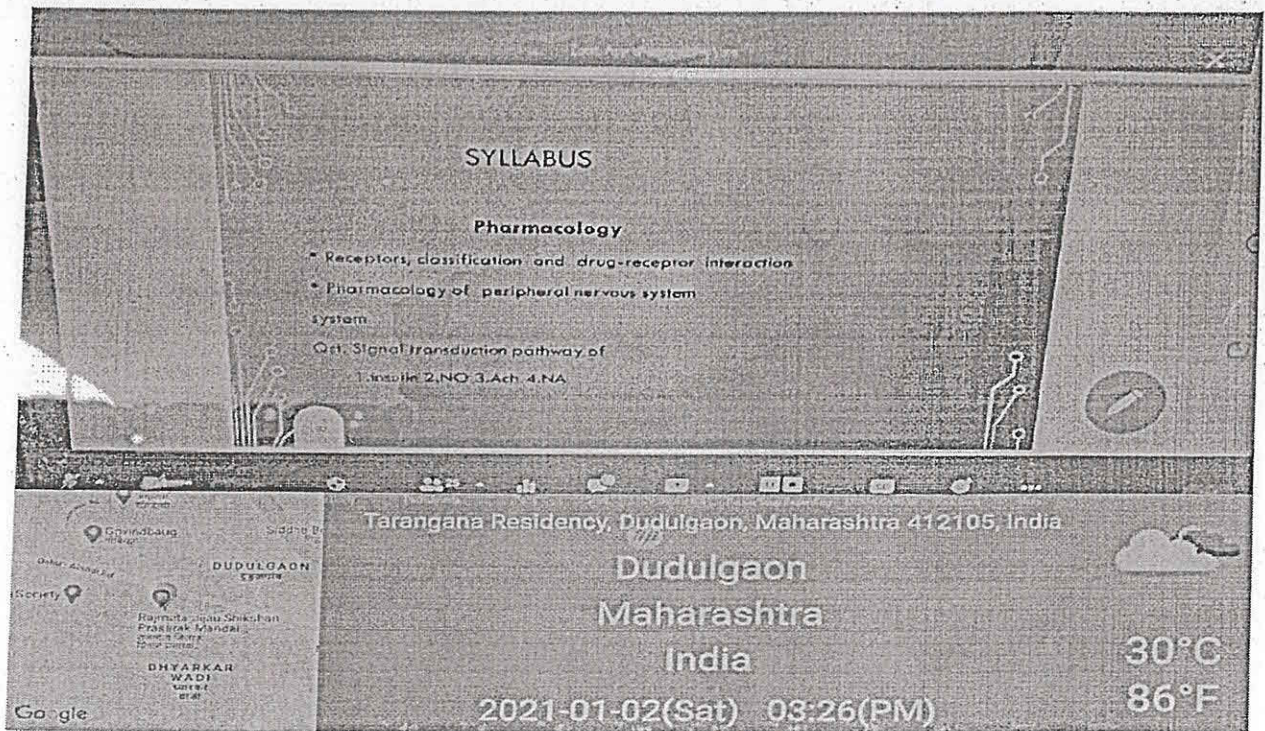 SYLLABUS
Pharmacology
* Receptors, classification and drug-receptor interaction
* Pharmacology of peripheral nervous system
system
Qst. Signal transduction pathway of
1.Insulin 2.NO 3.Ach 4.NA
Tarangana Residency, Dudulgaon, Maharashtra 412105, India
Dudulgaon
Maharashtra
India
2021-01-02(Sat) 03:26(PM)
30°C
86°F
Govindbaug
DUDULGAON
Society
Rajmata Jijau Shikshan
Prasarak Mandal
DHYARKAR
WADI
Google